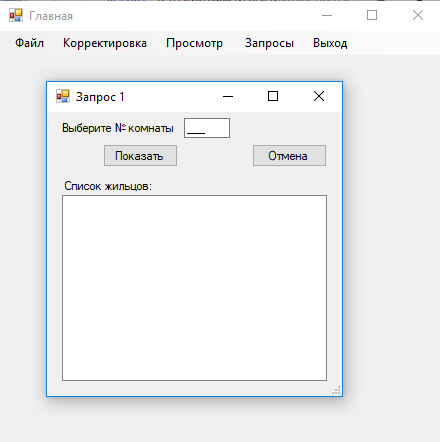 Главная
Файл Корректировка Просмотр Запросы Выход
Запрос 1
Выберите № комнаты ___
Показать Отмена
Список жильцов: